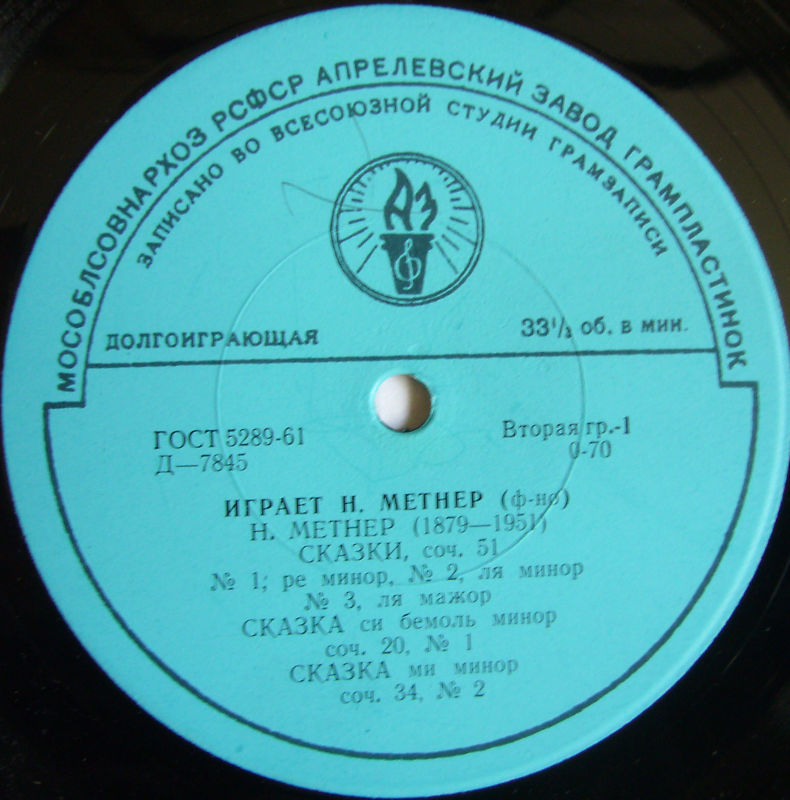 МОСОБЛСОВНАРХОЗ РСФСР АПРЕЛЕВСКИЙ ЗАВОД ГРАМПЛАСТИНОК
ЗАПИСАНО ВО ВСЕСОЮЗНОЙ СТУДИИ ГРАМЗАПИСИ
АЗ
ДОЛГОИГРАЮЩАЯ
33⅓ об. в мин.
ГОСТ 5289-61
Д—7845
Вторая гр.-1
0-70
ИГРАЕТ Н. МЕТНЕР (ф-но)
Н. МЕТНЕР (1879—1951)
СКАЗКИ, соч. 51
№ 1; ре минор, № 2, ля минор
№ 3, ля мажор
СКАЗКА си бемоль минор
соч. 20, № 1
СКАЗКА ми минор
соч. 34, № 2